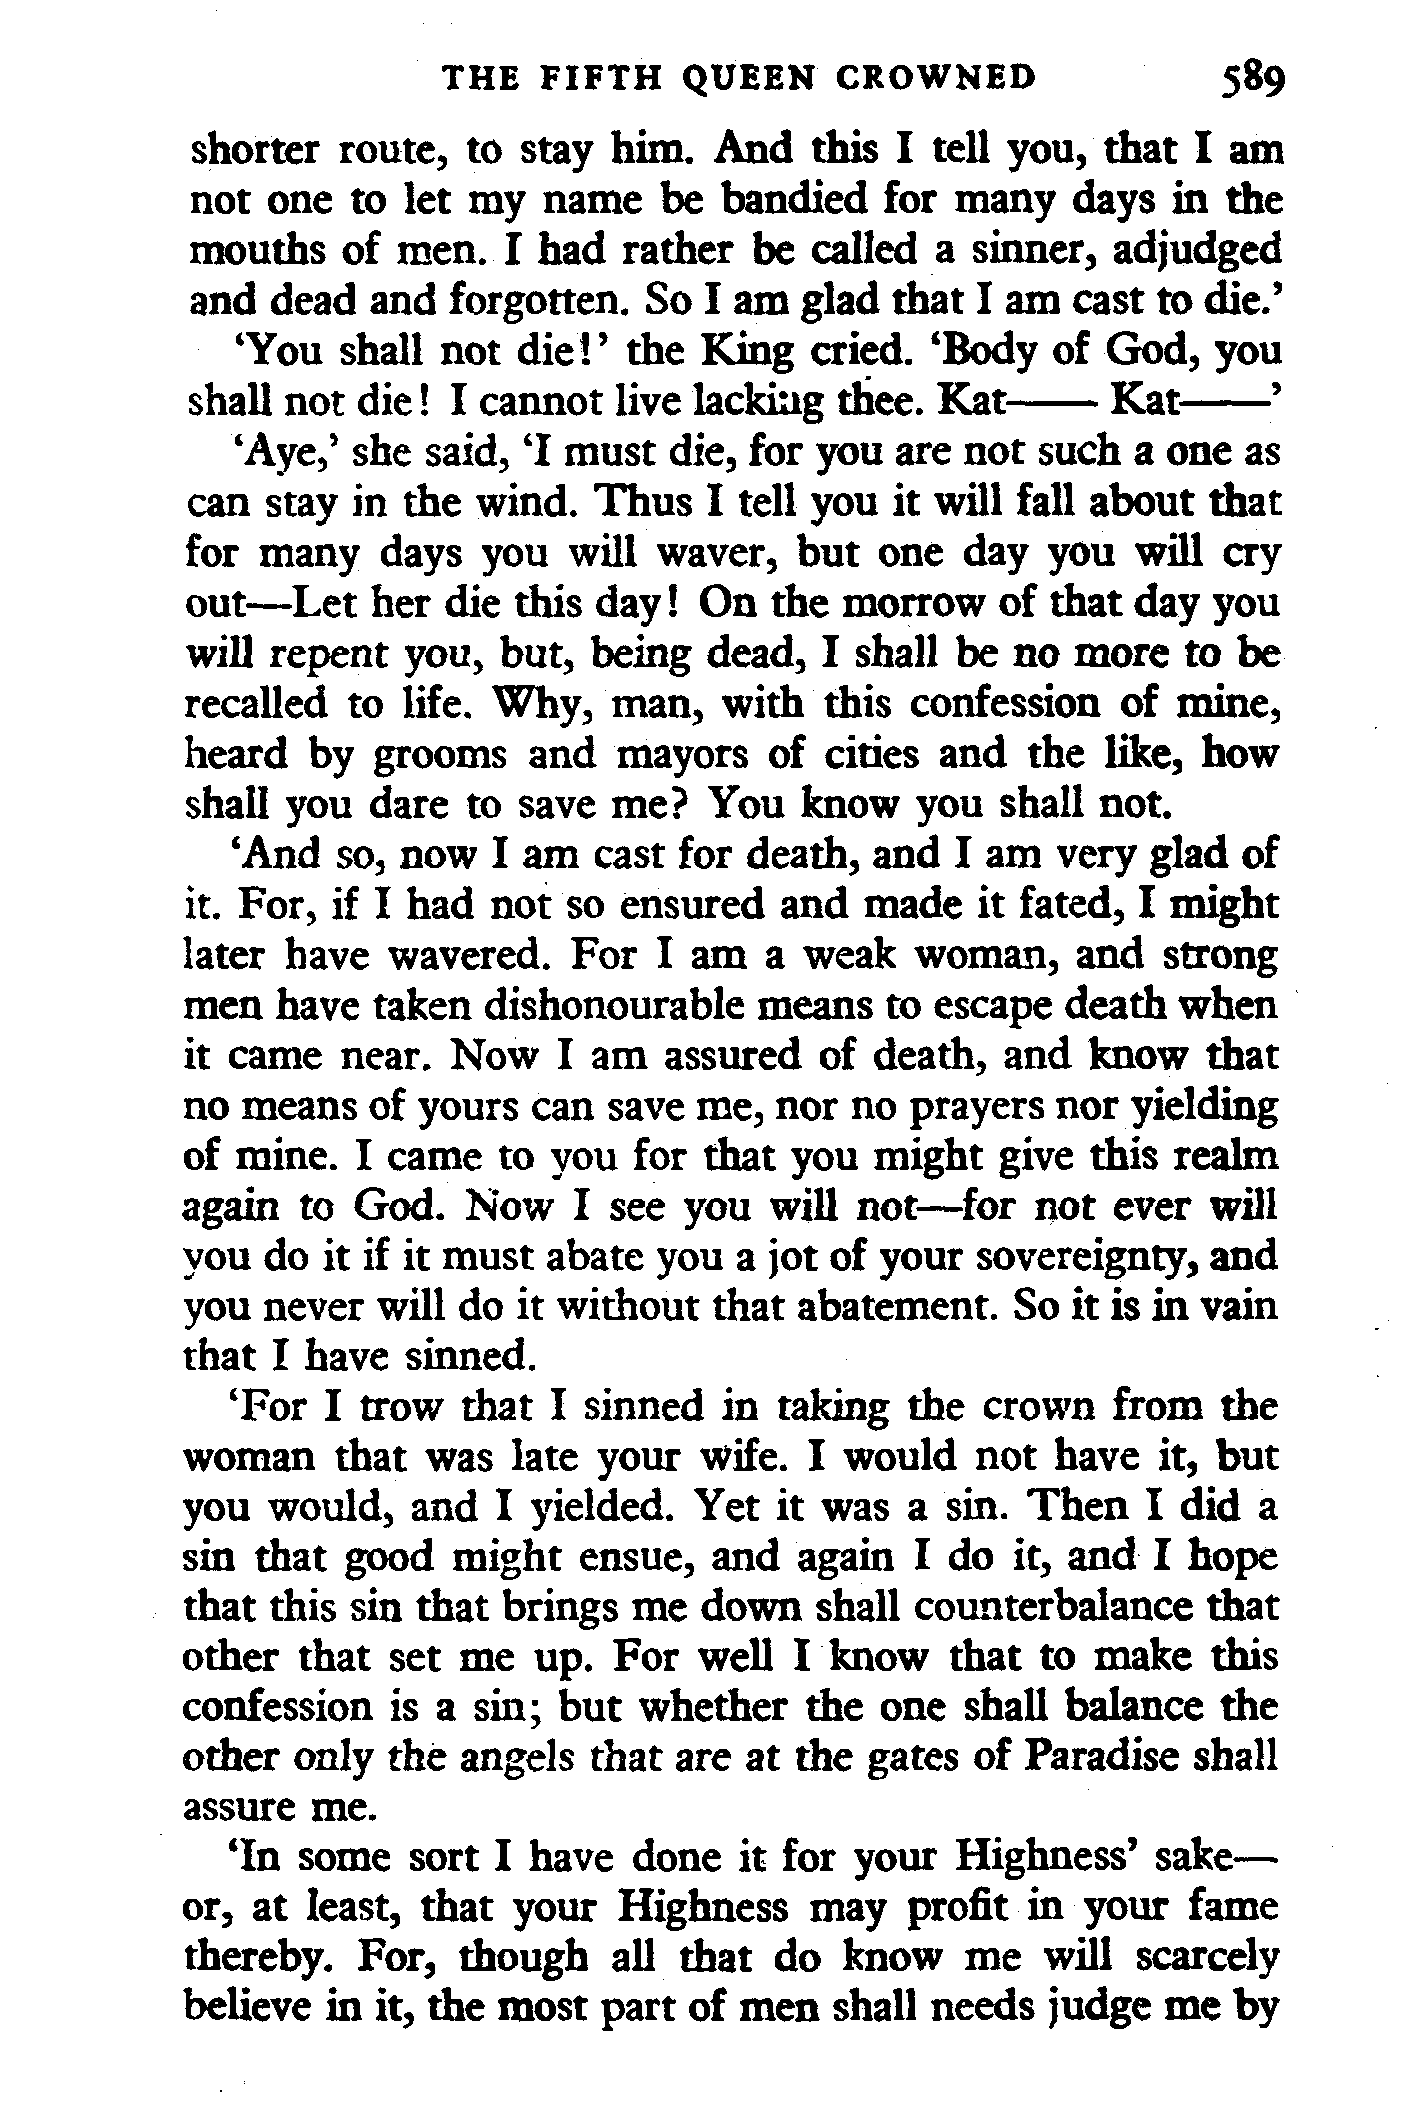 THE FIFTH QUEEN CROWNED 589
shorter route, to stay him. And this I tell you, that I am
not one to let my name be bandied for many days in the
mouths of men. I had rather be called a sinner, adjudged
and dead and forgotten. So I am glad that I am cast to die.’
‘You shall not die!’ the King cried. ‘Body of God, you
shall not die! I cannot live lacking thee. Kat—— Kat——’
‘Aye,’ she said, ‘I must die, for you are not such a one as
can stay in the wind. Thus I tell you it will fall about that
for many days you will waver, but one day you will cry
out—Let her die this day! On the morrow of that day you
will repent you, but, being dead, I shall be no more to be
recalled to life. Why, man, with this confession of mine,
heard by grooms and mayors of cities and the like, how
shall you dare to save me? You know you shall not.
‘And so, now I am cast for death, and I am very glad of
it. For, if I had not so ensured and made it fated, I might
later have wavered. For I am a weak woman, and strong
men have taken dishonourable means to escape death when
it came near. Now I am assured of death, and know that
no means of yours can save me, nor no prayers nor yielding
of mine. I came to you for that you might give this realm
again to God. Now I see you will not—for not ever will
you do it if it must abate you a jot of your sovereignty, and
you never will do it without that abatement. So it is in vain
that I have sinned.
‘For I trow that I sinned in taking the crown from the
woman that was late your wife. I would not have it, but
you would, and I yielded. Yet it was a sin. Then I did a
sin that good might ensue, and again I do it, and I hope
that this sin that brings me down shall counterbalance that
other that set me up. For well I know that to make this
confession is a sin; but whether the one shall balance the
other only the angels that are at the gates of Paradise shall
assure me.
‘In some sort I have done it for your Highness’ sake—
or, at least, that your Highness may profit in your fame
thereby. For, though all that do know me will scarcely
believe in it, the most part of men shall needs judge me by